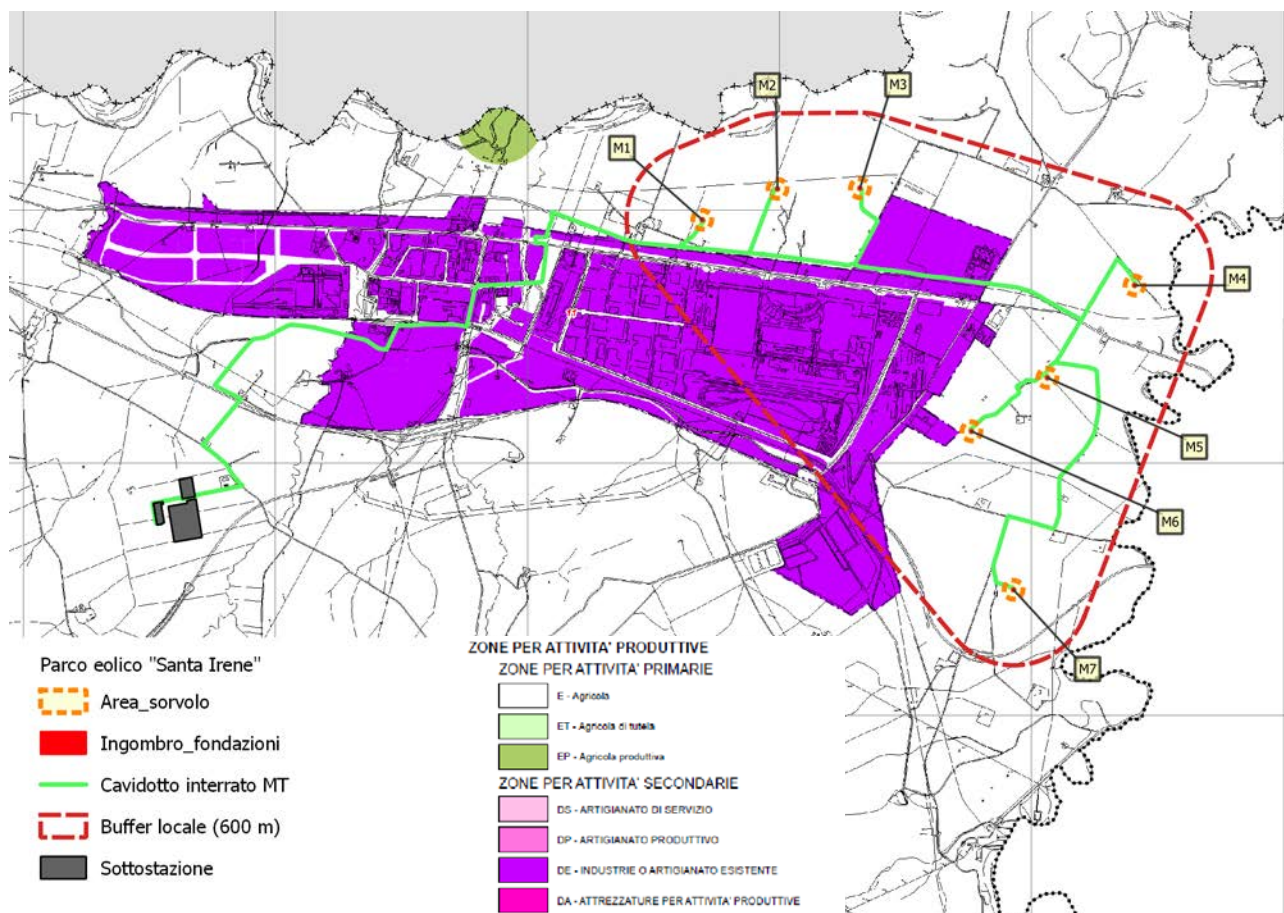 M2
M3
M1
M4
M5
M6
M7
Parco eolico "Santa Irene"
Area_sorvolo
Ingombro_fondazioni
Cavidotto interrato MT
Buffer locale (600 m)
Sottostazione
ZONE PER ATTIVITA' PRODUTTIVE
ZONE PER ATTIVITA' PRIMARIE
E - Agricola
ET - Agricola di tutela
EP - Agricola produttiva
ZONE PER ATTIVITA' SECONDARIE
DS - ARTIGIANATO DI SERVIZIO
DP - ARTIGIANATO PRODUTTIVO
DE - INDUSTRIE O ARTIGIANATO ESISTENTE
DA - ATTREZZATURE PER ATTIVITA' PRODUTTIVE